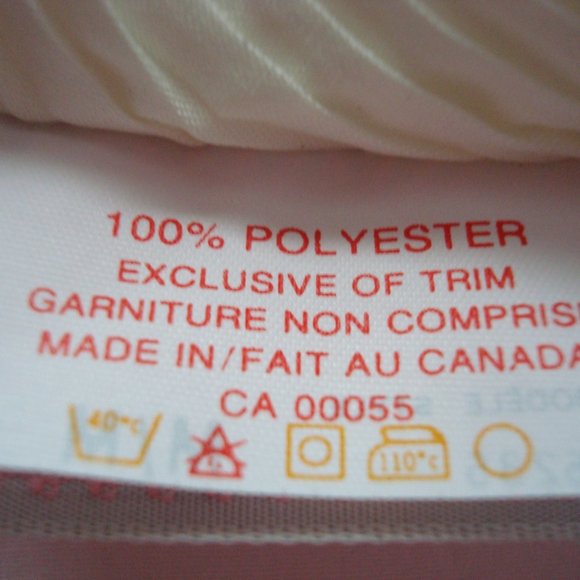 100% POLYESTER
EXCLUSIVE OF TRIM
GARNITURE NON COMPRIS
MADE IN/FAIT AU CANADA
CA 00055
40°C 110°C